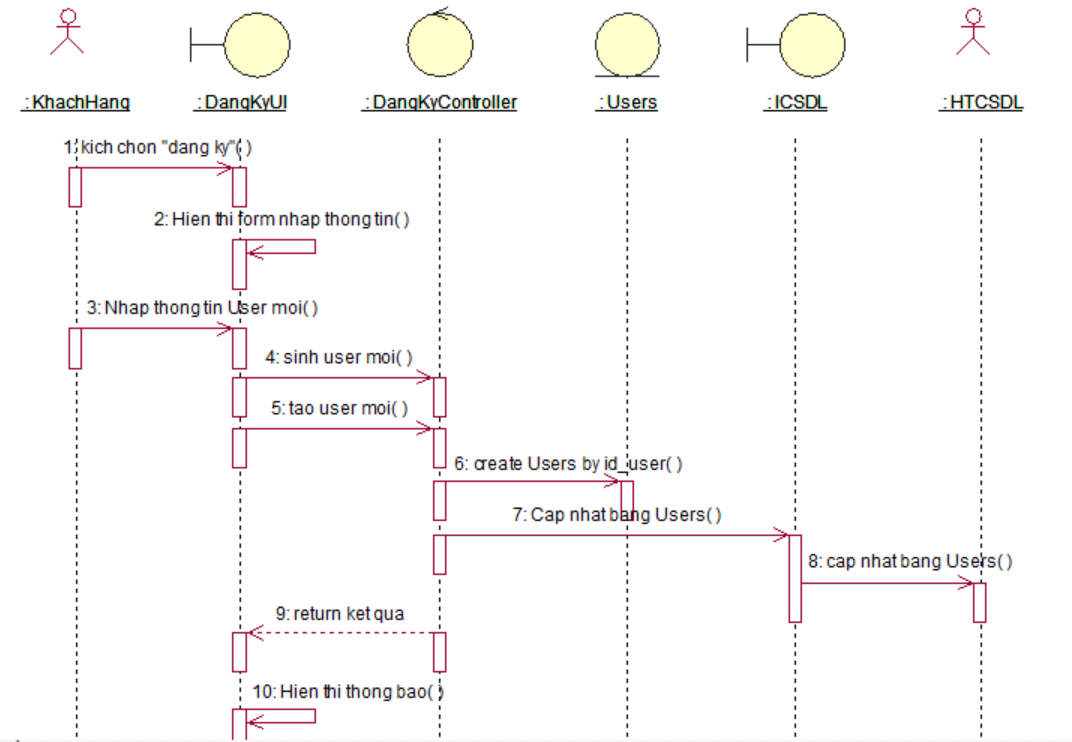 : KhachHang
: DangKyUI
: DangKyController
: Users
: ICSDL
: HTCSDL
1: kich chon "dang ky"( )
2: Hien thi form nhap thong tin( )
3: Nhap thong tin User moi( )
4: sinh user moi( )
5: tao user moi( )
6: create Users by id_user( )
7: Cap nhat bang Users( )
8: cap nhat bang Users( )
9: return ket qua
10: Hien thi thong bao( )